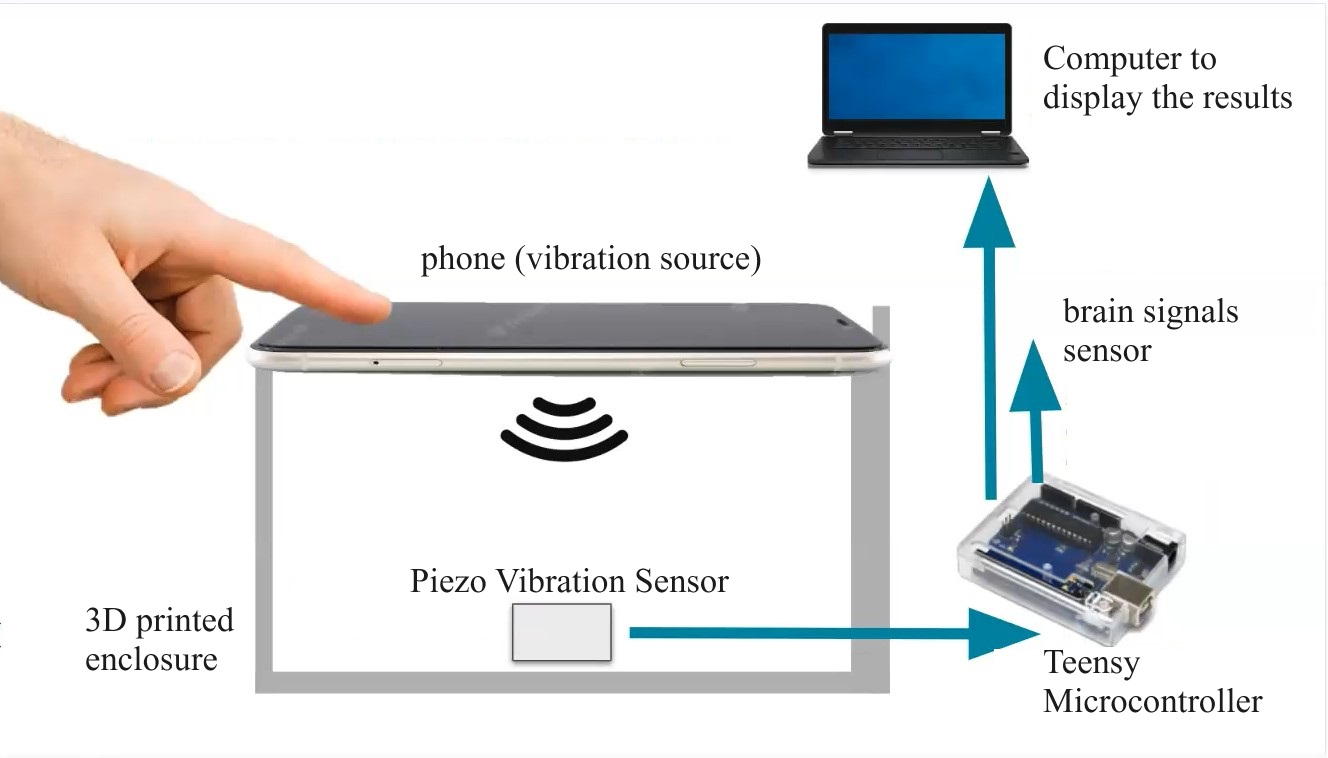 Computer to
display the results
phone (vibration source)
brain signals
sensor
Piezo Vibration Sensor
3D printed
enclosure
Teensy
Microcontroller